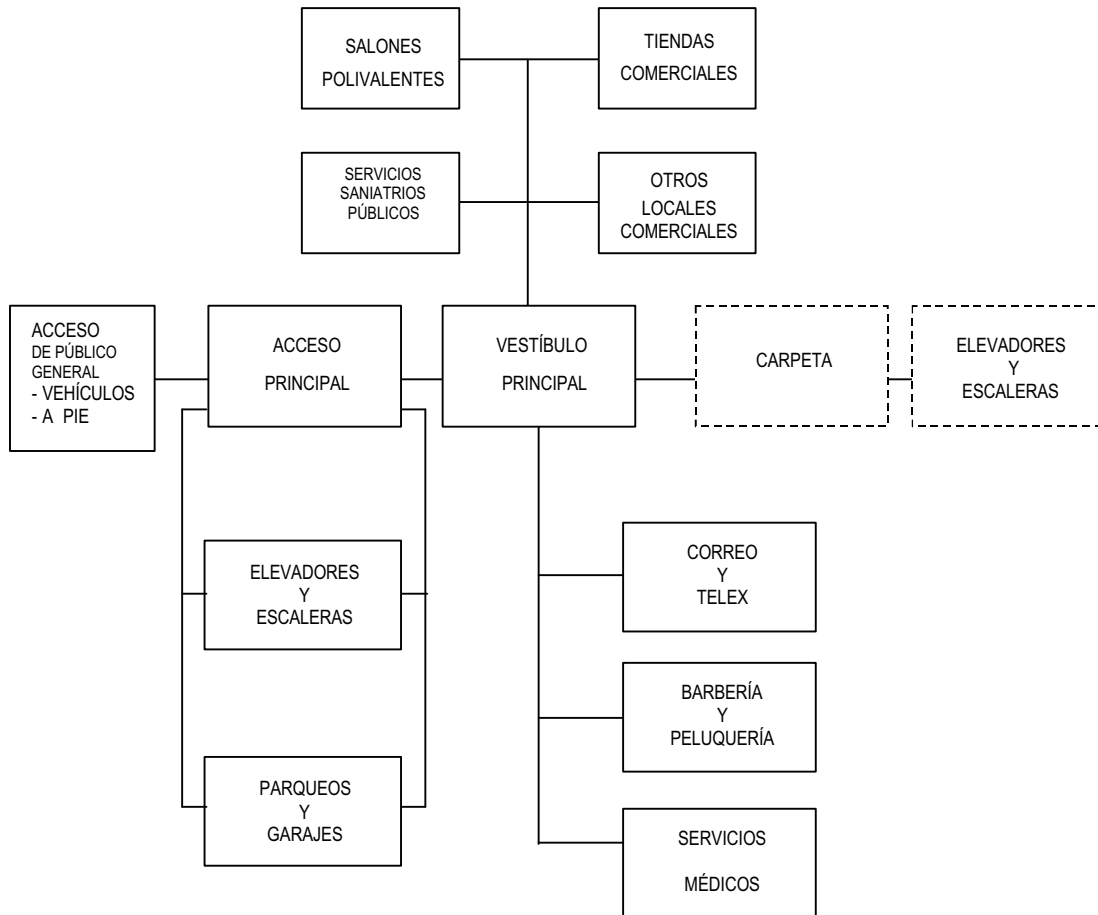 SALONES
POLIVALENTES
TIENDAS
COMERCIALES
SERVICIOS
SANIATRIOS
PÚBLICOS
OTROS
LOCALES
COMERCIALES
ACCESO
DE PÚBLICO
GENERAL
- VEHÍCULOS
- A PIE
ACCESO
PRINCIPAL
VESTÍBULO
PRINCIPAL
CARPETA
ELEVADORES
Y
ESCALERAS
ELEVADORES
Y
ESCALERAS
CORREO
Y
TELEX
BARBERÍA
Y
PELUQUERÍA
PARQUEOS
Y
GARAJES
SERVICIOS
MÉDICOS